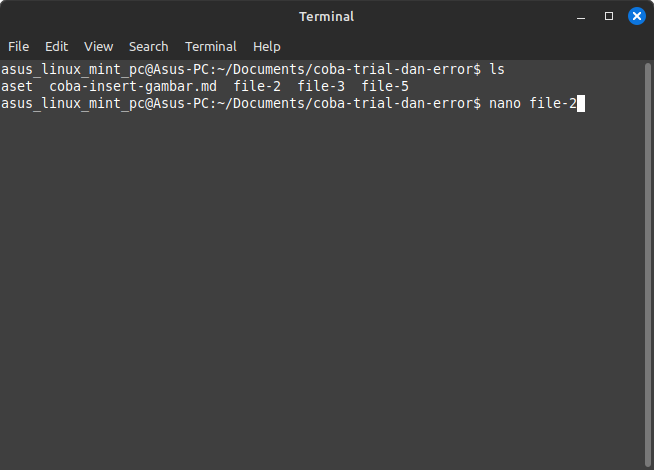 Terminal
File Edit View Search Terminal Help
asus_linux_mint_pc@Asus-PC:~/Documents/coba-trial-dan-error$ ls
aset  coba-insert-gambar.md  file-2  file-3  file-5
asus_linux_mint_pc@Asus-PC:~/Documents/coba-trial-dan-error$ nano file-2